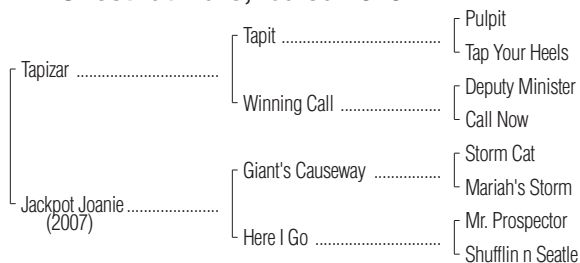 Pulpit
Tapit ..............................
Tap Your Heels
Tapizar ...........................
Deputy Minister
Winning Call ...................
Call Now
Storm Cat
Giant's Causeway .............
Mariah's Storm
Jackpot Joanie .................
(2007)
Mr. Prospector
Here I Go ........................
Shufflin n Seatle